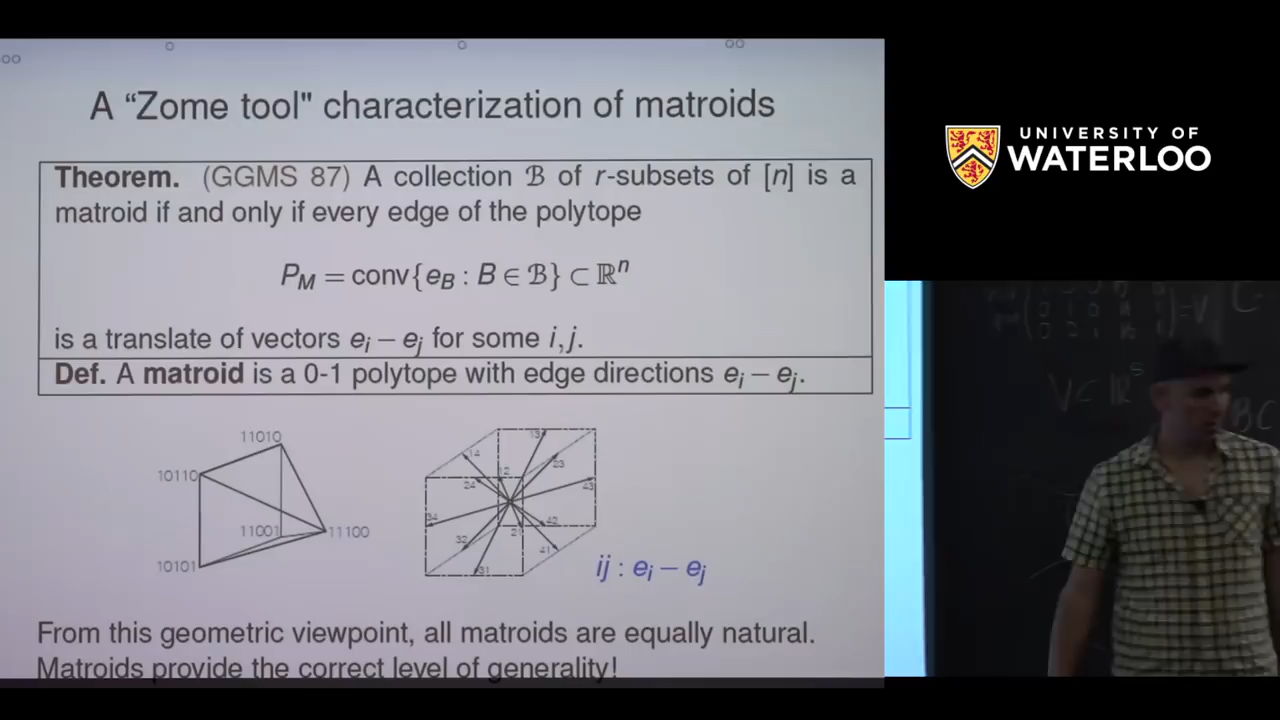 A “Zome tool" characterization of matroids
Theorem. (GGMS 87) A collection ℬ of r-subsets of [n] is a
matroid if and only if every edge of the polytope
P_M = conv{e_B : B ∈ ℬ} ⊂ ℝ^n
is a translate of vectors e_i − e_j for some i, j.
Def. A matroid is a 0-1 polytope with edge directions e_i − e_j.
11010
10110
11001
11100
10101
13
14
12
23
24
43
34
42
21
32
41
31
ij : e_i − e_j
From this geometric viewpoint, all matroids are equally natural.
Matroids provide the correct level of generality!
UNIVERSITY OF
WATERLOO
V ⊂ ℝ^5